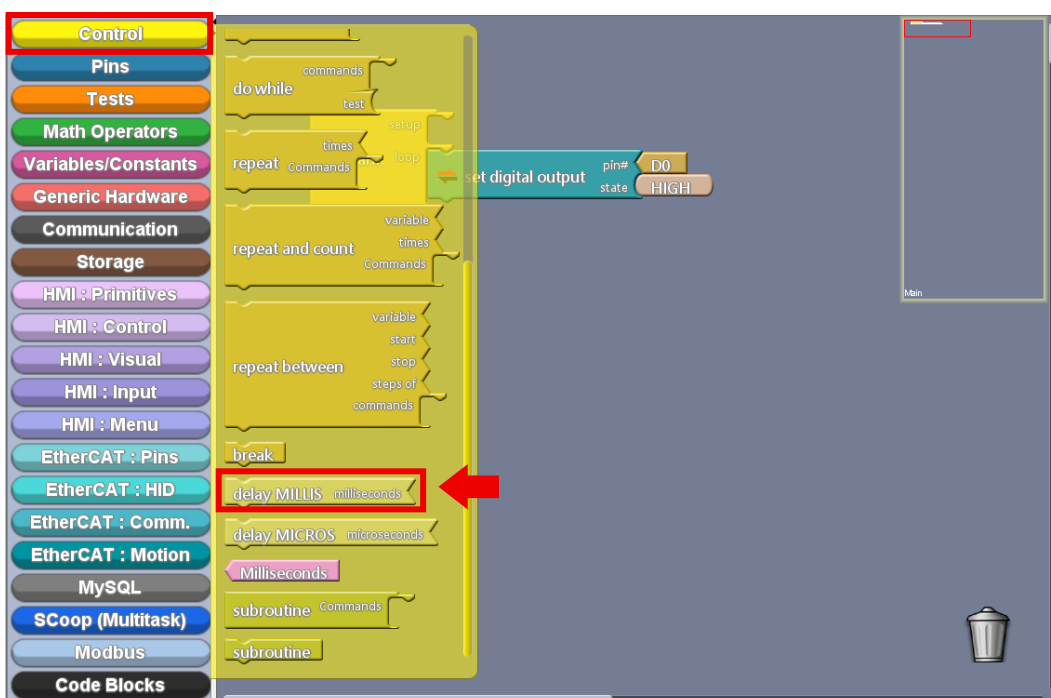 Control
Pins
Tests
Math Operators
Variables/Constants
Generic Hardware
Communication
Storage
HMI : Primitives
HMI : Control
HMI : Visual
HMI : Input
HMI : Menu
EtherCAT : Pins
EtherCAT : HID
EtherCAT : Comm.
EtherCAT : Motion
MySQL
SCoop (Multitask)
Modbus
Code Blocks
do while
commands
test
repeat
times
Commands
repeat and count
variable
times
Commands
repeat between
variable
start
stop
steps of
commands
break
delay MILLIS milliseconds
delay MICROS microseconds
Milliseconds
subroutine Commands
subroutine
setup
loop
set digital output
pin# D0
state HIGH
Main